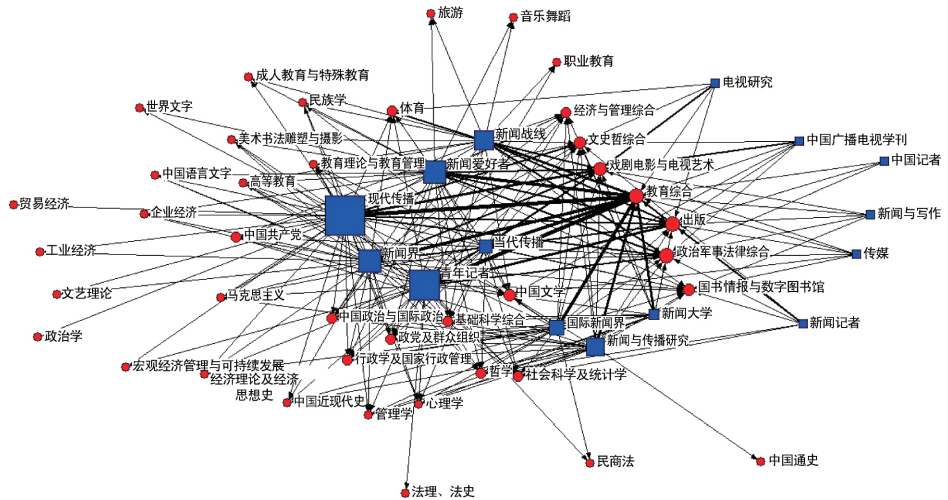 旅游
音乐舞蹈
职业教育
成人教育与特殊教育
电视研究
民族学
世界文字
体育
经济与管理综合
美术书法雕塑与摄影
新闻战线
文史哲综合
中国广播电视学刊
中国记者
教育理论与教育管理
新闻爱好者
戏剧电影与电视艺术
中国语言文字
高等教育
教育综合
现代传播
贸易经济
企业经济
新闻与写作
出版
中国共产党
当代传播
工业经济
新闻界
政治军事法律综合
传媒
青年记者
文艺理论
马克思主义
中国文学
国书情报与数字图书馆
中国政治与国际政治
基础科学综合
国际新闻界
新闻大学
新闻记者
政治学
政党及群众组织
新闻与传播研究
行政学及国家行政管理
宏观经济管理与可持续发展
经济理论及经济
思想史
哲学
社会科学及统计学
中国近现代史
心理学
管理学
民商法
中国通史
法理、法史